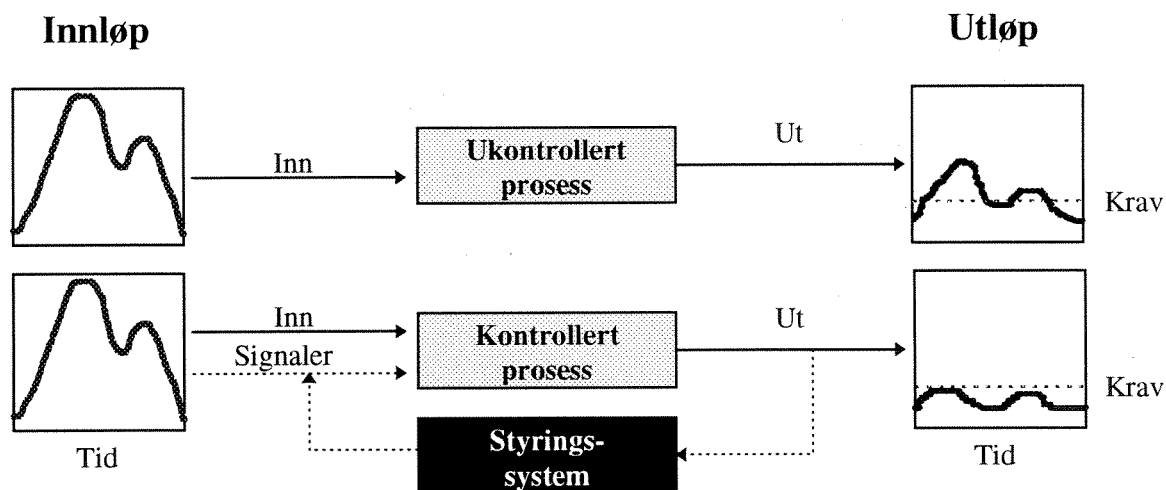 Innløp
Utløp
Inn
Ukontrollert
prosess
Ut
Krav
Inn
Signaler
Kontrollert
prosess
Ut
Krav
Tid
Styrings-
system
Tid